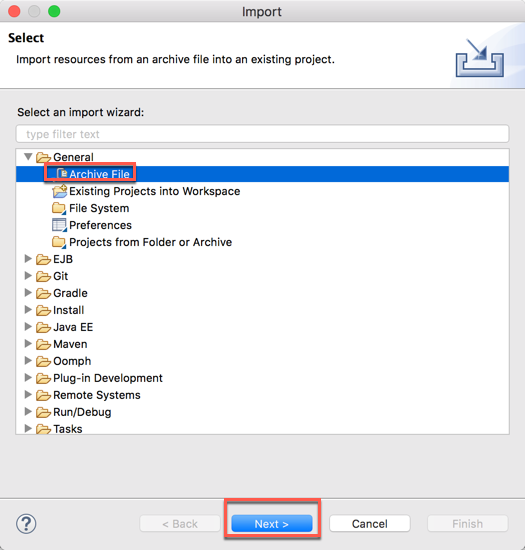 Import
Select
Import resources from an archive file into an existing project.
Select an import wizard:
type filter text
General
Archive File
Existing Projects into Workspace
File System
Preferences
Projects from Folder or Archive
EJB
Git
Gradle
Install
Java EE
Maven
Oomph
Plug-in Development
Remote Systems
Run/Debug
Tasks
? < Back Next > Cancel Finish